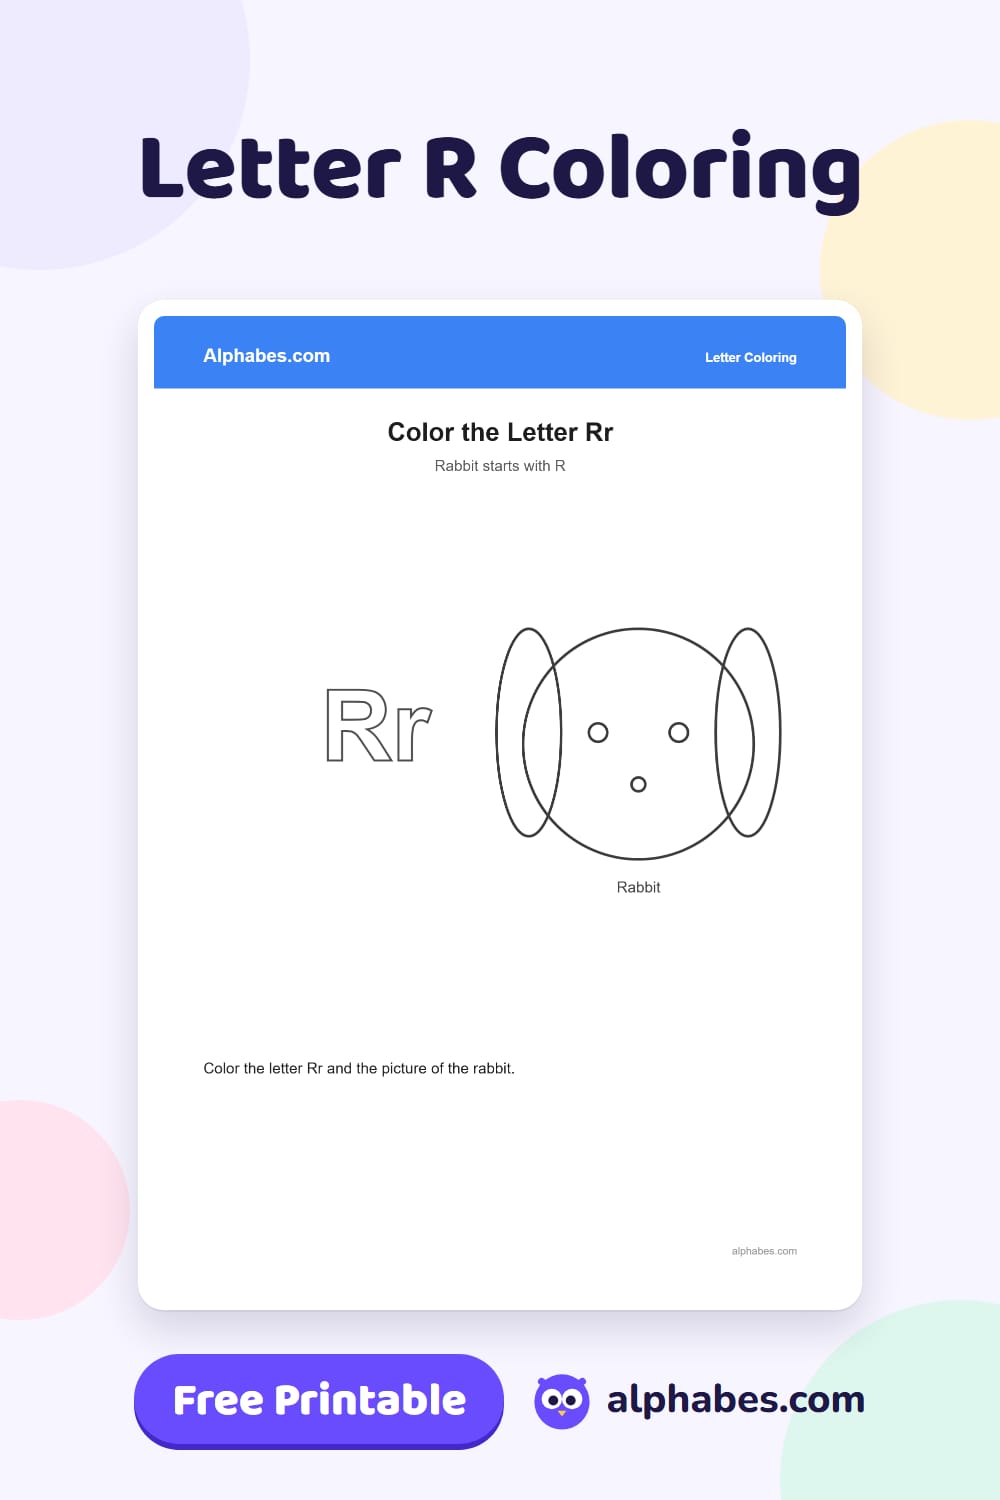 Letter R Coloring
Alphabes.com
Letter Coloring
Color the Letter Rr
Rabbit starts with R
Rr
Rabbit
Color the letter Rr and the picture of the rabbit.
alphabes.com
Free Printable
alphabes.com